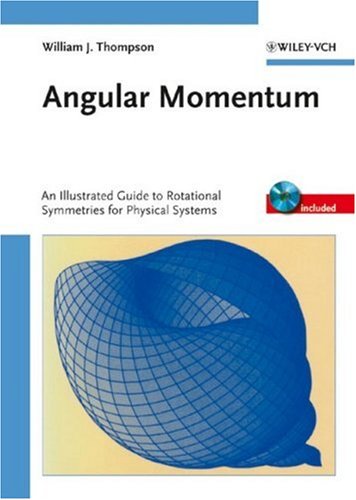 William J. Thompson
WILEY-VCH
Angular Momentum
An Illustrated Guide to Rotational
Symmetries for Physical Systems
included